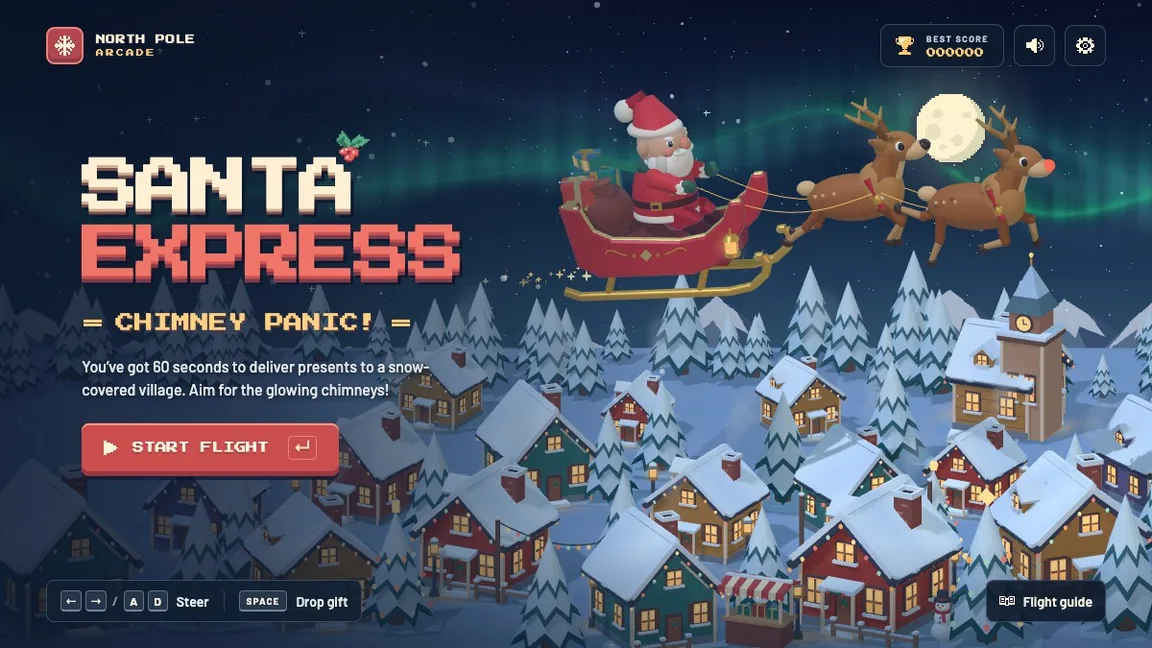 NORTH POLE
ARCADE
BEST SCORE
000000
SANTA
EXPRESS
= CHIMNEY PANIC! =
You've got 60 seconds to deliver presents to a snow-
covered village. Aim for the glowing chimneys!
START FLIGHT ↵
← → / A D Steer
SPACE Drop gift
Flight guide